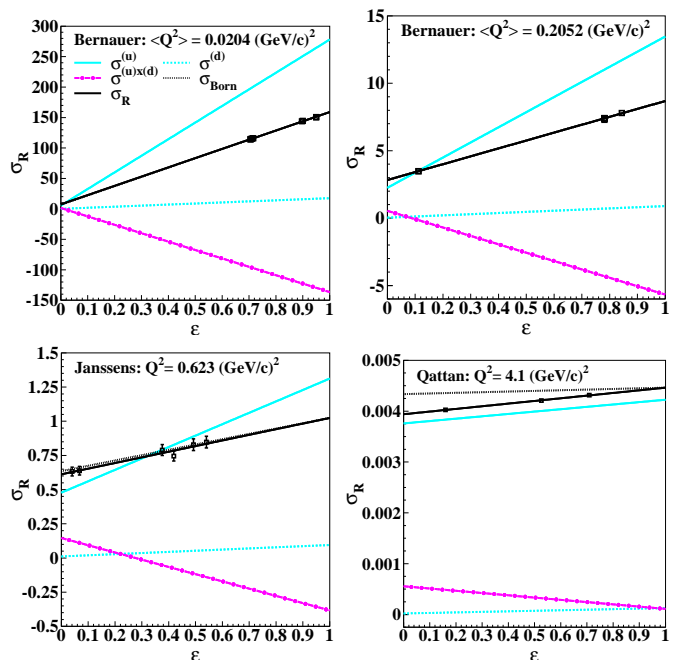 Bernauer: <Q² > = 0.0204 (GeV/c)²
σ⁽ᵘ⁾
σ⁽ᵈ⁾
σ⁽ᵘ⁾ˣ⁽ᵈ⁾
σBorn
σR
300
250
200
150
100
50
0
-50
-100
-150
σR
0 0.1 0.2 0.3 0.4 0.5 0.6 0.7 0.8 0.9 1
ε
Bernauer: <Q² > = 0.2052 (GeV/c)²
15
10
5
0
-5
σR
0 0.1 0.2 0.3 0.4 0.5 0.6 0.7 0.8 0.9 1
ε
Janssens: Q²= 0.623 (GeV/c)²
1.5
1.25
1
0.75
0.5
0.25
0
-0.25
-0.5
σR
0 0.1 0.2 0.3 0.4 0.5 0.6 0.7 0.8 0.9 1
ε
Qattan: Q²= 4.1 (GeV/c)²
0.005
0.004
0.003
0.002
0.001
0
σR
0 0.1 0.2 0.3 0.4 0.5 0.6 0.7 0.8 0.9 1
ε